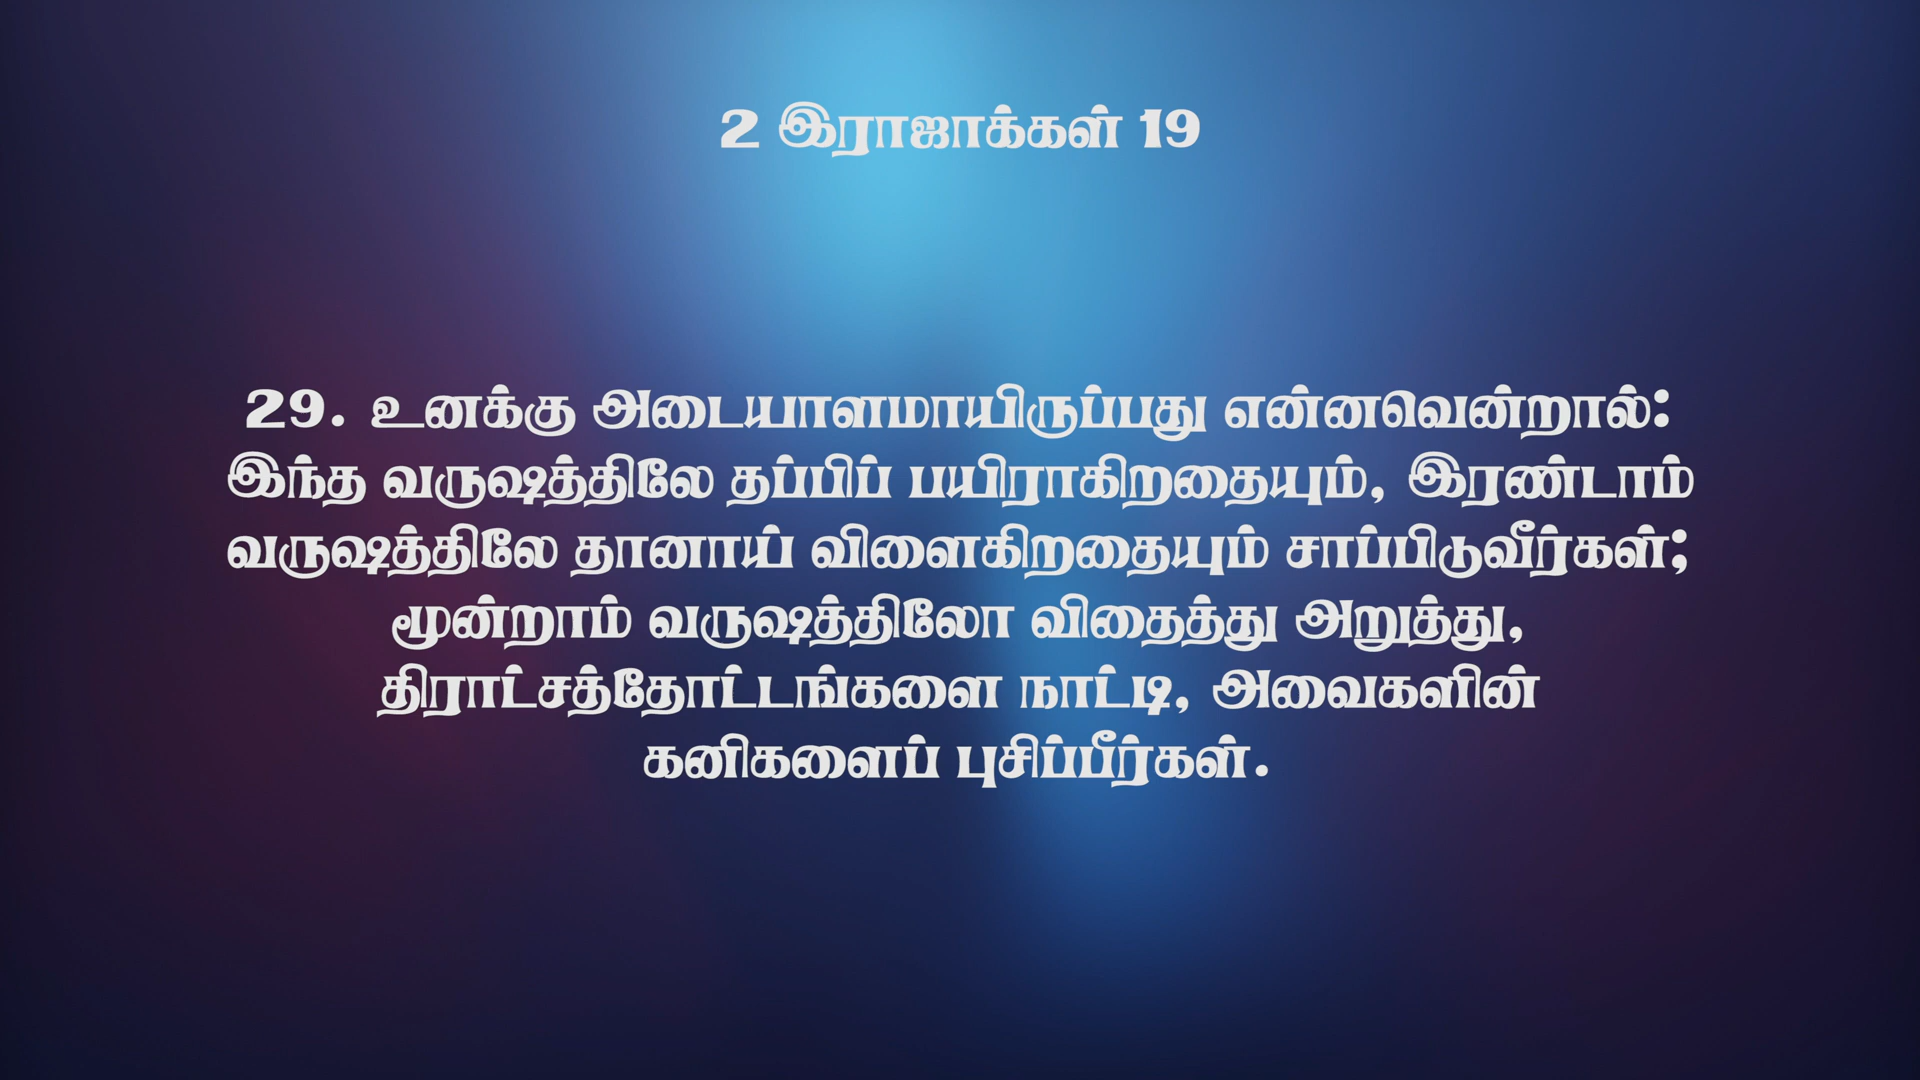 2 இராஜாக்கள் 19
29. உனக்கு அடையாளமாயிருப்பது என்னவென்றால்:
இந்த வருஷத்திலே தப்பிப் பயிராகிறதையும், இரண்டாம்
வருஷத்திலே தானாய் விளைகிறதையும் சாப்பிடுவீர்கள்;
மூன்றாம் வருஷத்திலோ விதைத்து அறுத்து,
திராட்சத்தோட்டங்களை நாட்டி, அவைகளின்
கனிகளைப் புசிப்பீர்கள்.